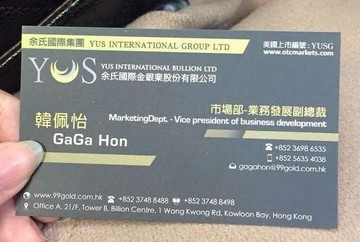 余氏國際集團 YUS INTERNATIONAL GROUP LTD
美國上市編號: YUSG
www.otcmarkets.com
YUS YUS INTERNATIONAL BULLION LTD
余氏國際金銀業股份有限公司
市場部-業務發展副總裁
MarketingDept. - Vice president of business development
韓佩怡
GaGa Hon
+852 3698 6535
+852 5635 4038
gagahon@99gold.com.hk
www.99gold.com.hk +852 3748 8488 +852 3748 8498
Office A, 21/F, Tower B, Billion Centre, 1 Wang Kwong Rd, Kowloon Bay, Hong Kong